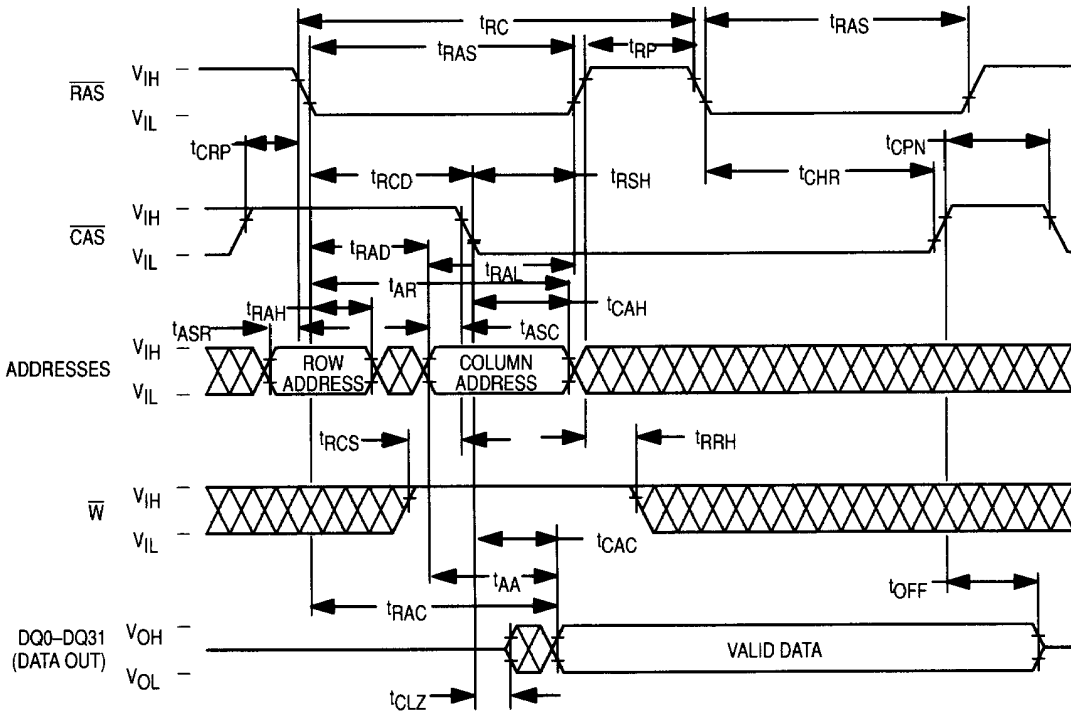 tRC
tRAS
tRP
tRAS
RAS
VIH
VIL
tCRP
tRCD
tRSH
tCHR
tCPN
CAS
VIH
VIL
tRAD
tRAL
tAR
tCAH
tRAH
tASR
tASC
ADDRESSES
VIH
VIL
ROW
ADDRESS
COLUMN
ADDRESS
tRCS
tRRH
W
VIH
VIL
tCAC
tAA
tOFF
tRAC
DQ0–DQ31
(DATA OUT)
VOH
VOL
VALID DATA
tCLZ